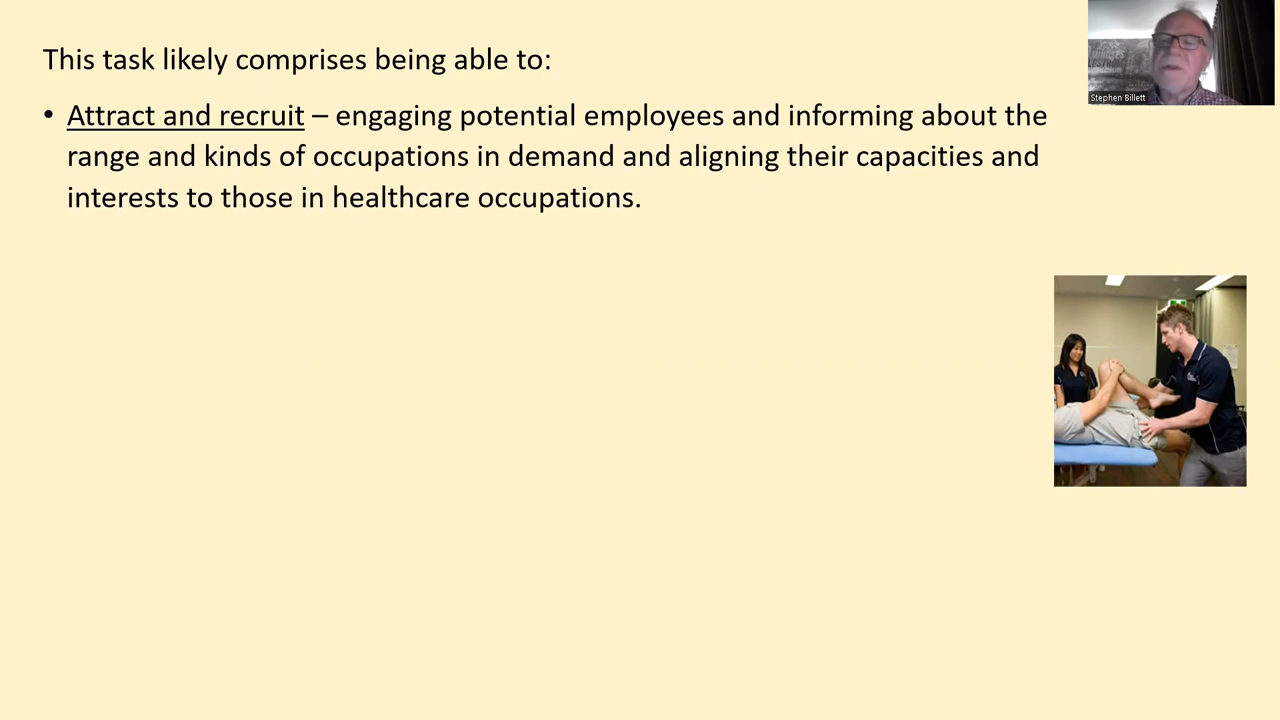 This task likely comprises being able to:
• Attract and recruit – engaging potential employees and informing about the
range and kinds of occupations in demand and aligning their capacities and
interests to those in healthcare occupations.
Stephen Billett